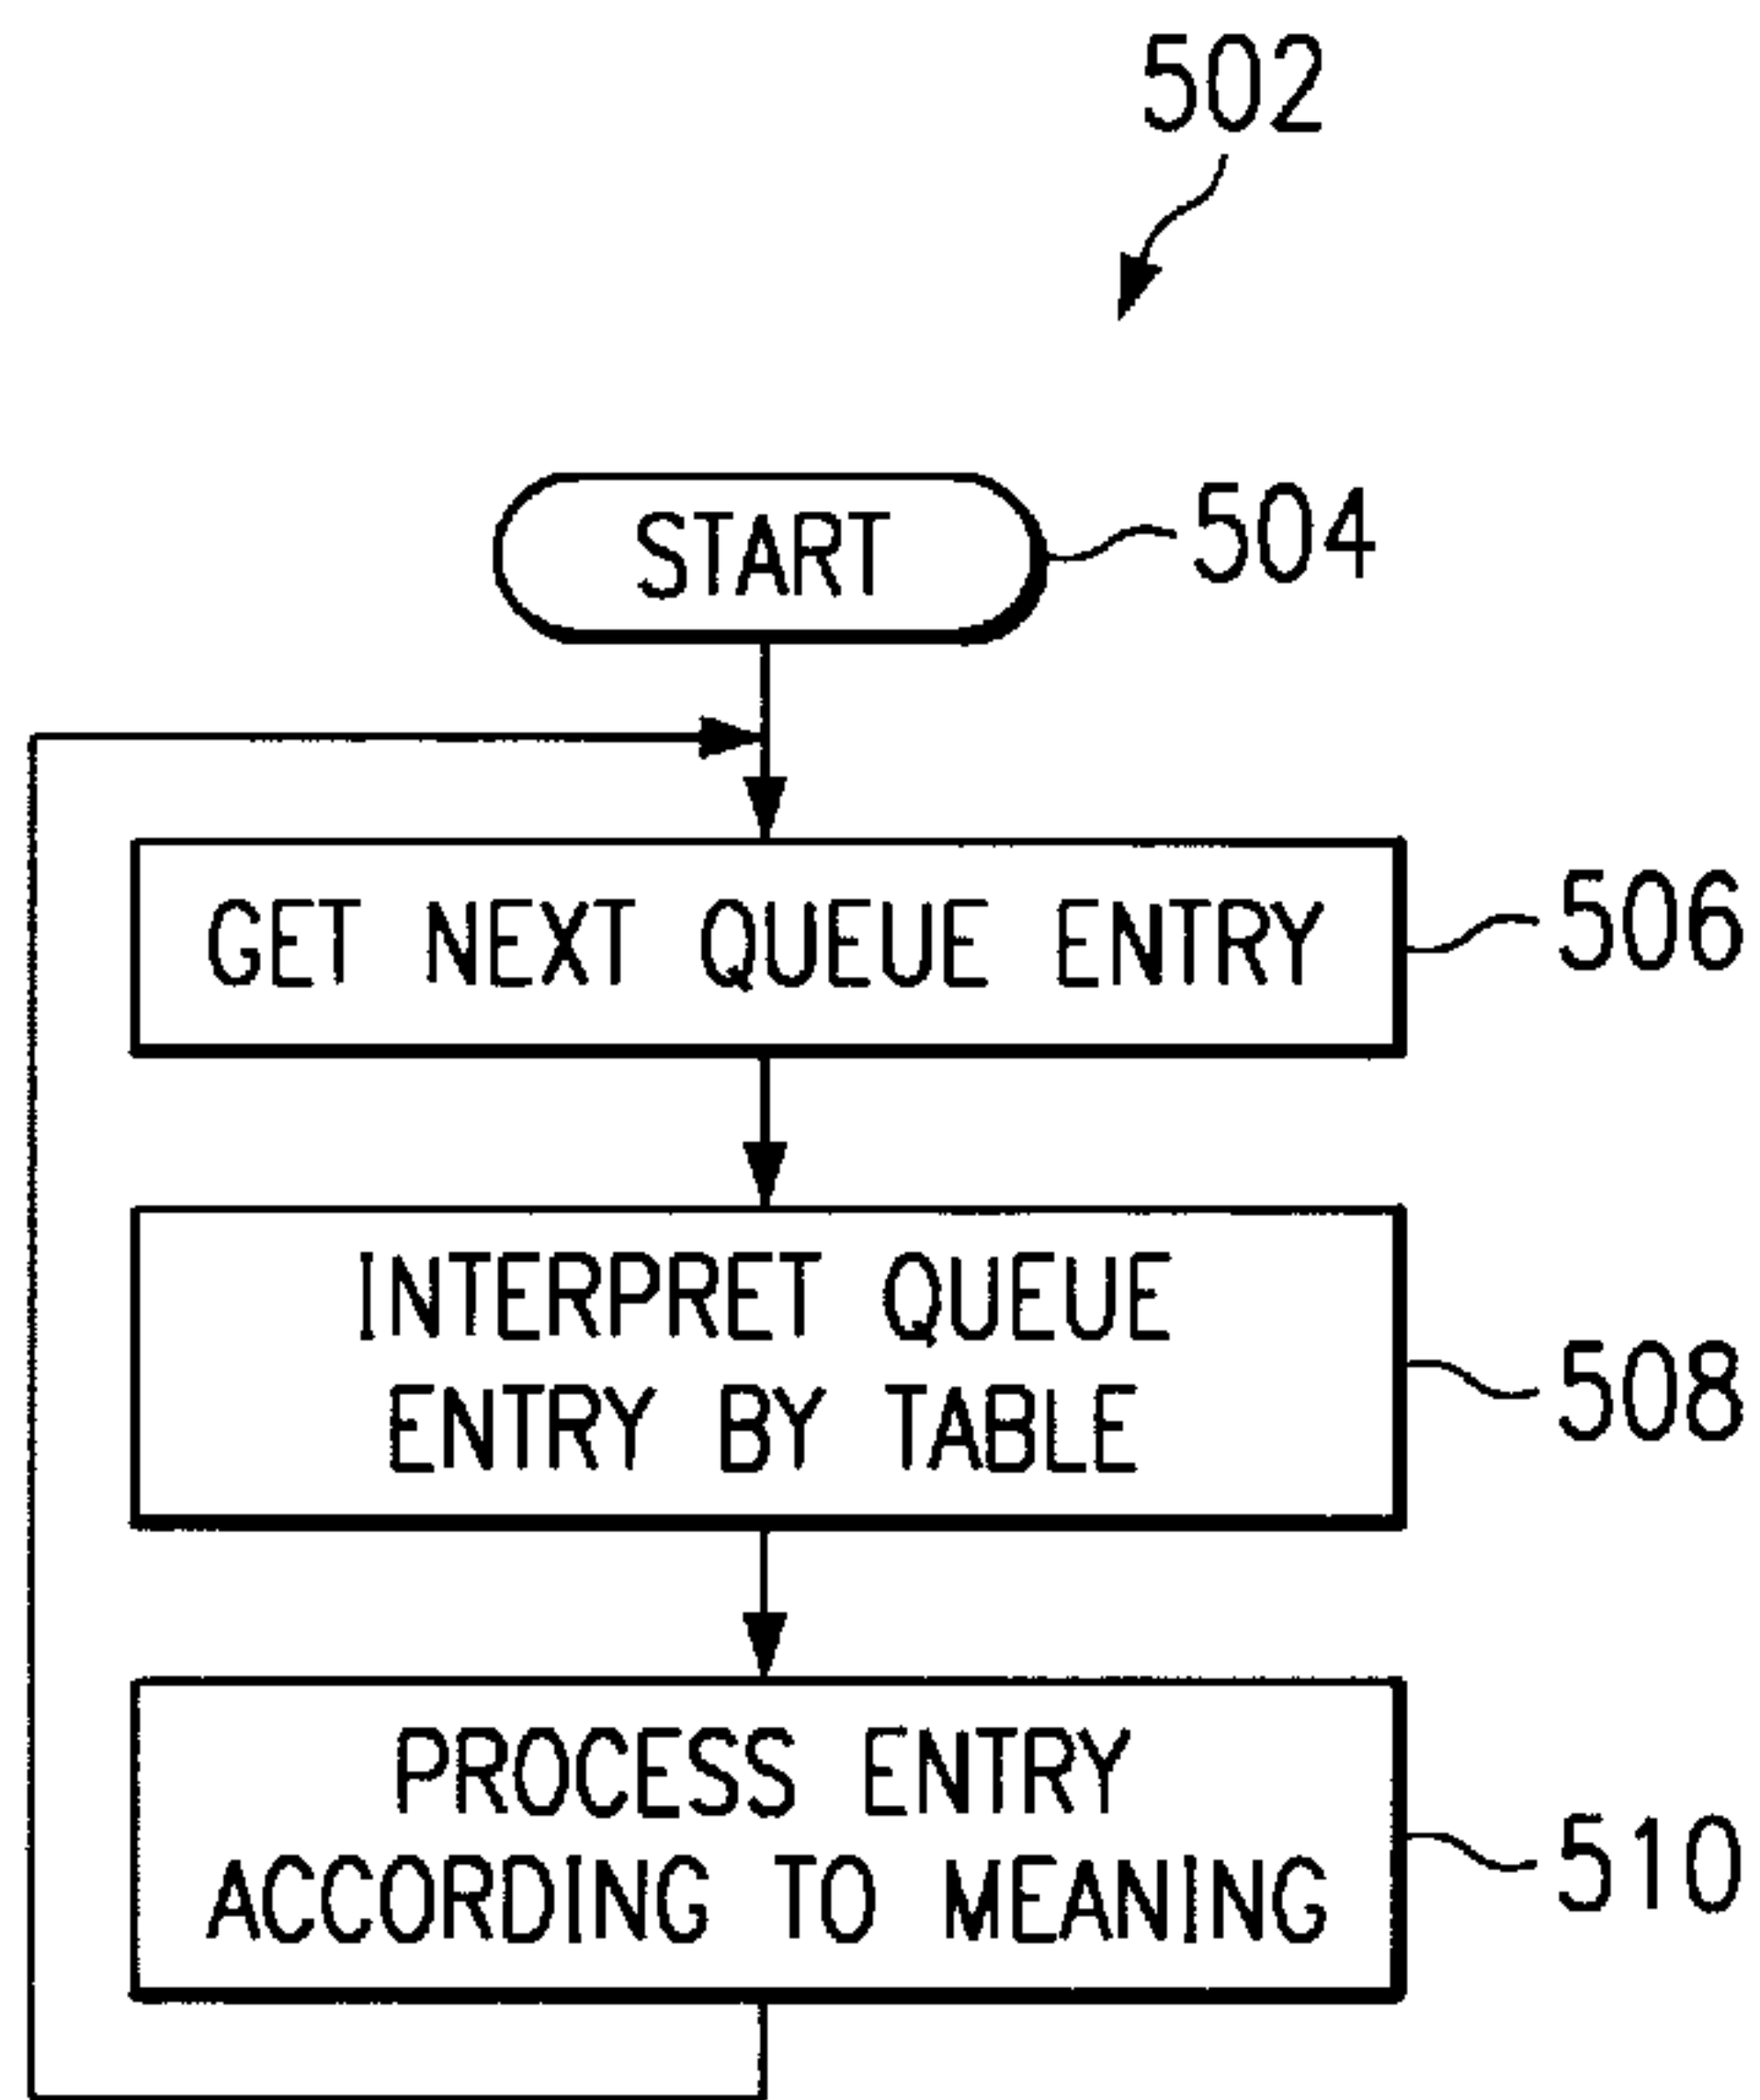 502
START
504
GET NEXT QUEUE ENTRY
506
INTERPRET QUEUE
ENTRY BY TABLE
508
PROCESS ENTRY
ACCORDING TO MEANING
510